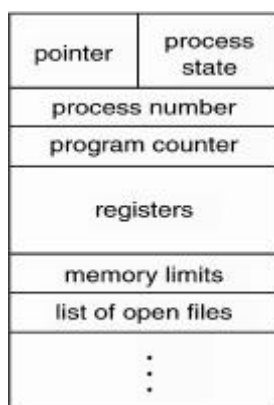 pointer
process
state
process number
program counter
registers
memory limits
list of open files